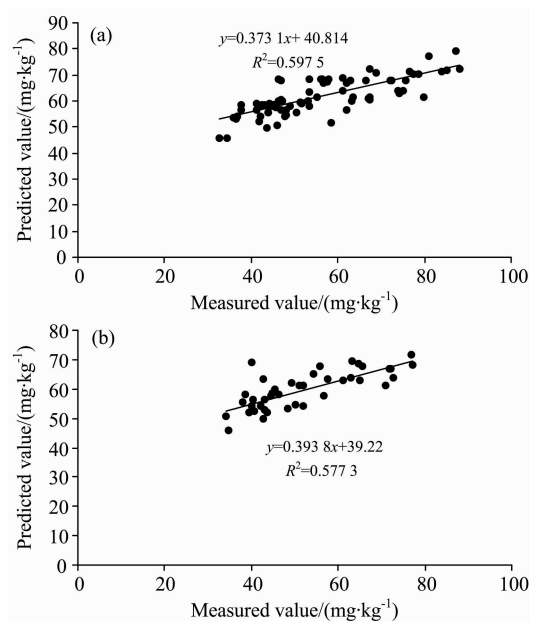 (a)
y=0.373 1x+ 40.814
R²=0.597 5
90
80
70
60
50
40
30
20
10
0
Predicted value/(mg·kg⁻¹)
0 20 40 60 80 100
Measured value/(mg·kg⁻¹)
(b)
y=0.393 8x+39.22
R²=0.577 3
80
70
60
50
40
30
20
10
0
Predicted value/(mg·kg⁻¹)
0 20 40 60 80 100
Measured value/(mg·kg⁻¹)